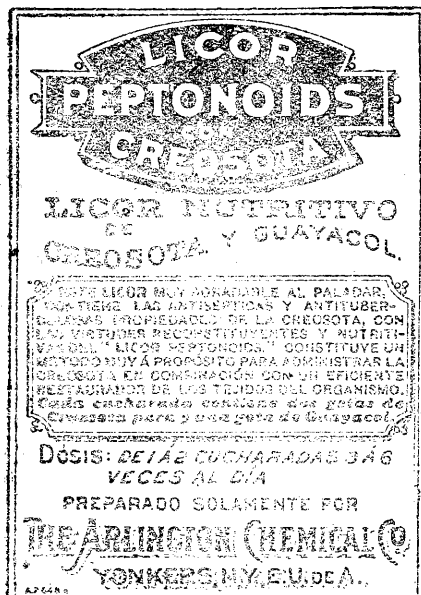 LICOR
PEPTONOIDS
CON
CREOSOTA
LICOR NUTRITIVO
DE
CREOSOTA Y GUAYACOL.
ESTE LICOR MUY AGRADABLE AL PALADAR,
CONTIENE LAS ANTISEPTICAS Y ANTITUBER-
CULOSAS PROPIEDADES DE LA CREOSOTA, CON
LAS VIRTUDES RECONSTITUYENTES Y NUTRITI-
VAS DEL "LICOR PEPTONOIDS." CONSTITUYE UN
METODO MUY Á PROPÓSITO PARA ADMINISTRAR LA
CREOSOTA EN COMBINACIÓN CON UN EFICIENTE
RESTAURADOR DE LOS TEJIDOS DEL ORGANISMO.
Cada cucharada contiene dos gotas de
Creosota pura y una gota de Guayacol.
DÓSIS: DE 1 Á 2 CUCHARADAS 3 Á 6
VECES AL DÍA
PREPARADO SOLAMENTE POR
THE ARLINGTON CHEMICAL CO
YONKERS, N.Y. E.U. DE A.